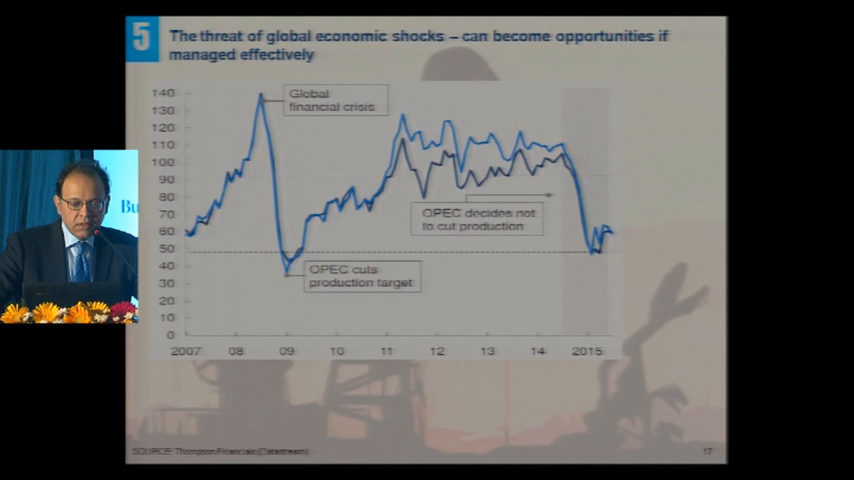 5
The threat of global economic shocks – can become opportunities if
managed effectively
140
130
120
110
100
90
80
70
60
50
40
30
20
10
0
Global
financial crisis
OPEC decides not
to cut production
OPEC cuts
production target
2007 08 09 10 11 12 13 14 2015
SOURCE: Thompson Financials (Datastream)
17
Bu